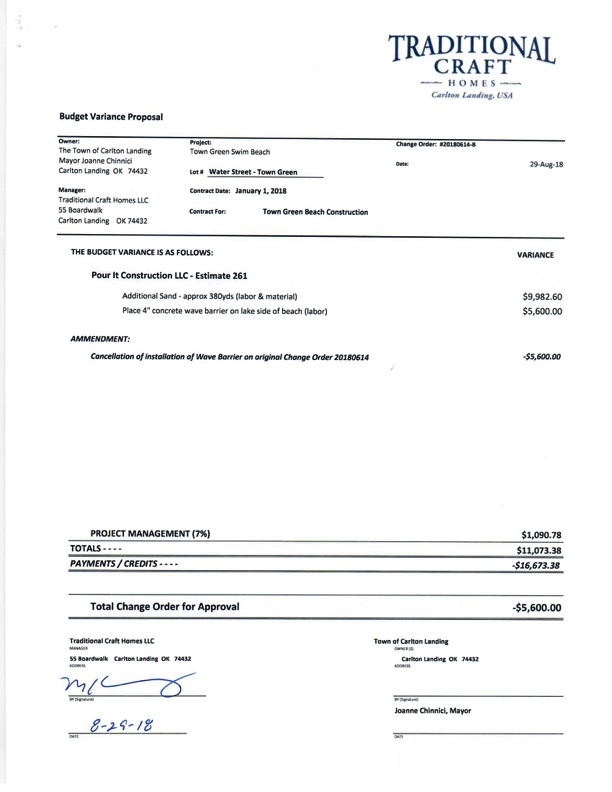 TRADITIONAL
CRAFT
HOMES
Carlton Landing, USA
Budget Variance Proposal
Owner:
The Town of Carlton Landing
Mayor Joanne Chinnici
Carlton Landing OK 74432
Project:
Town Green Swim Beach
Lot # Water Street - Town Green
Change Order: #20180614-B
Date: 29-Aug-18
Manager:
Traditional Craft Homes LLC
55 Boardwalk
Carlton Landing OK 74432
Contract Date: January 1, 2018
Contract For: Town Green Beach Construction
THE BUDGET VARIANCE IS AS FOLLOWS: VARIANCE
Pour It Construction LLC - Estimate 261
Additional Sand - approx 380yds (labor & material) $9,982.60
Place 4" concrete wave barrier on lake side of beach (labor) $5,600.00
AMMENDMENT:
Cancellation of installation of Wave Barrier on original Change Order 20180614 -$5,600.00
PROJECT MANAGEMENT (7%) $1,090.78
TOTALS - - - - $11,073.38
PAYMENTS / CREDITS - - - - -$16,673.38
Total Change Order for Approval -$5,600.00
Traditional Craft Homes LLC
MANAGER
55 Boardwalk Carlton Landing OK 74432
ADDRESS
BY (Signature)
8-29-18
DATE
Town of Carlton Landing
OWNER (S)
Carlton Landing OK 74432
ADDRESS
BY (Signature)
Joanne Chinnici, Mayor
DATE